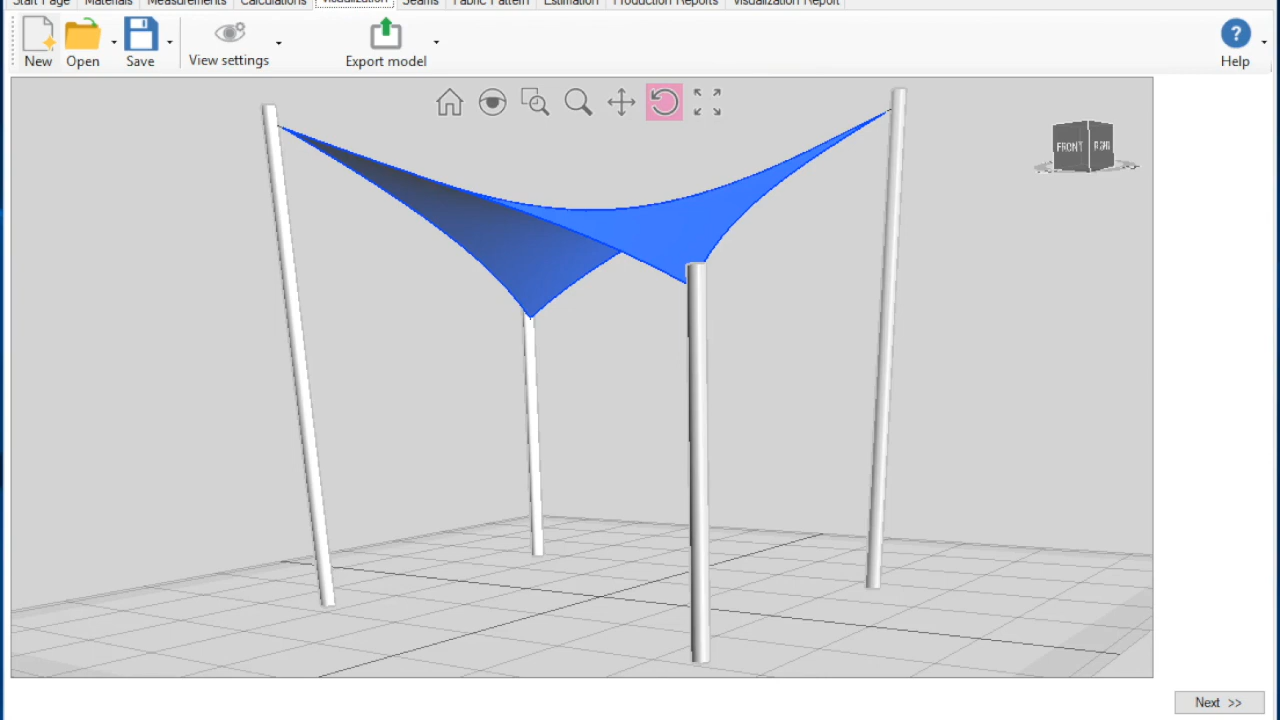 Start Page Materials Measurements Calculations Visualization Seams Fabric Pattern Estimation Production Reports Visualization Report
New Open Save View settings Export model Help
FRONT
Next >>